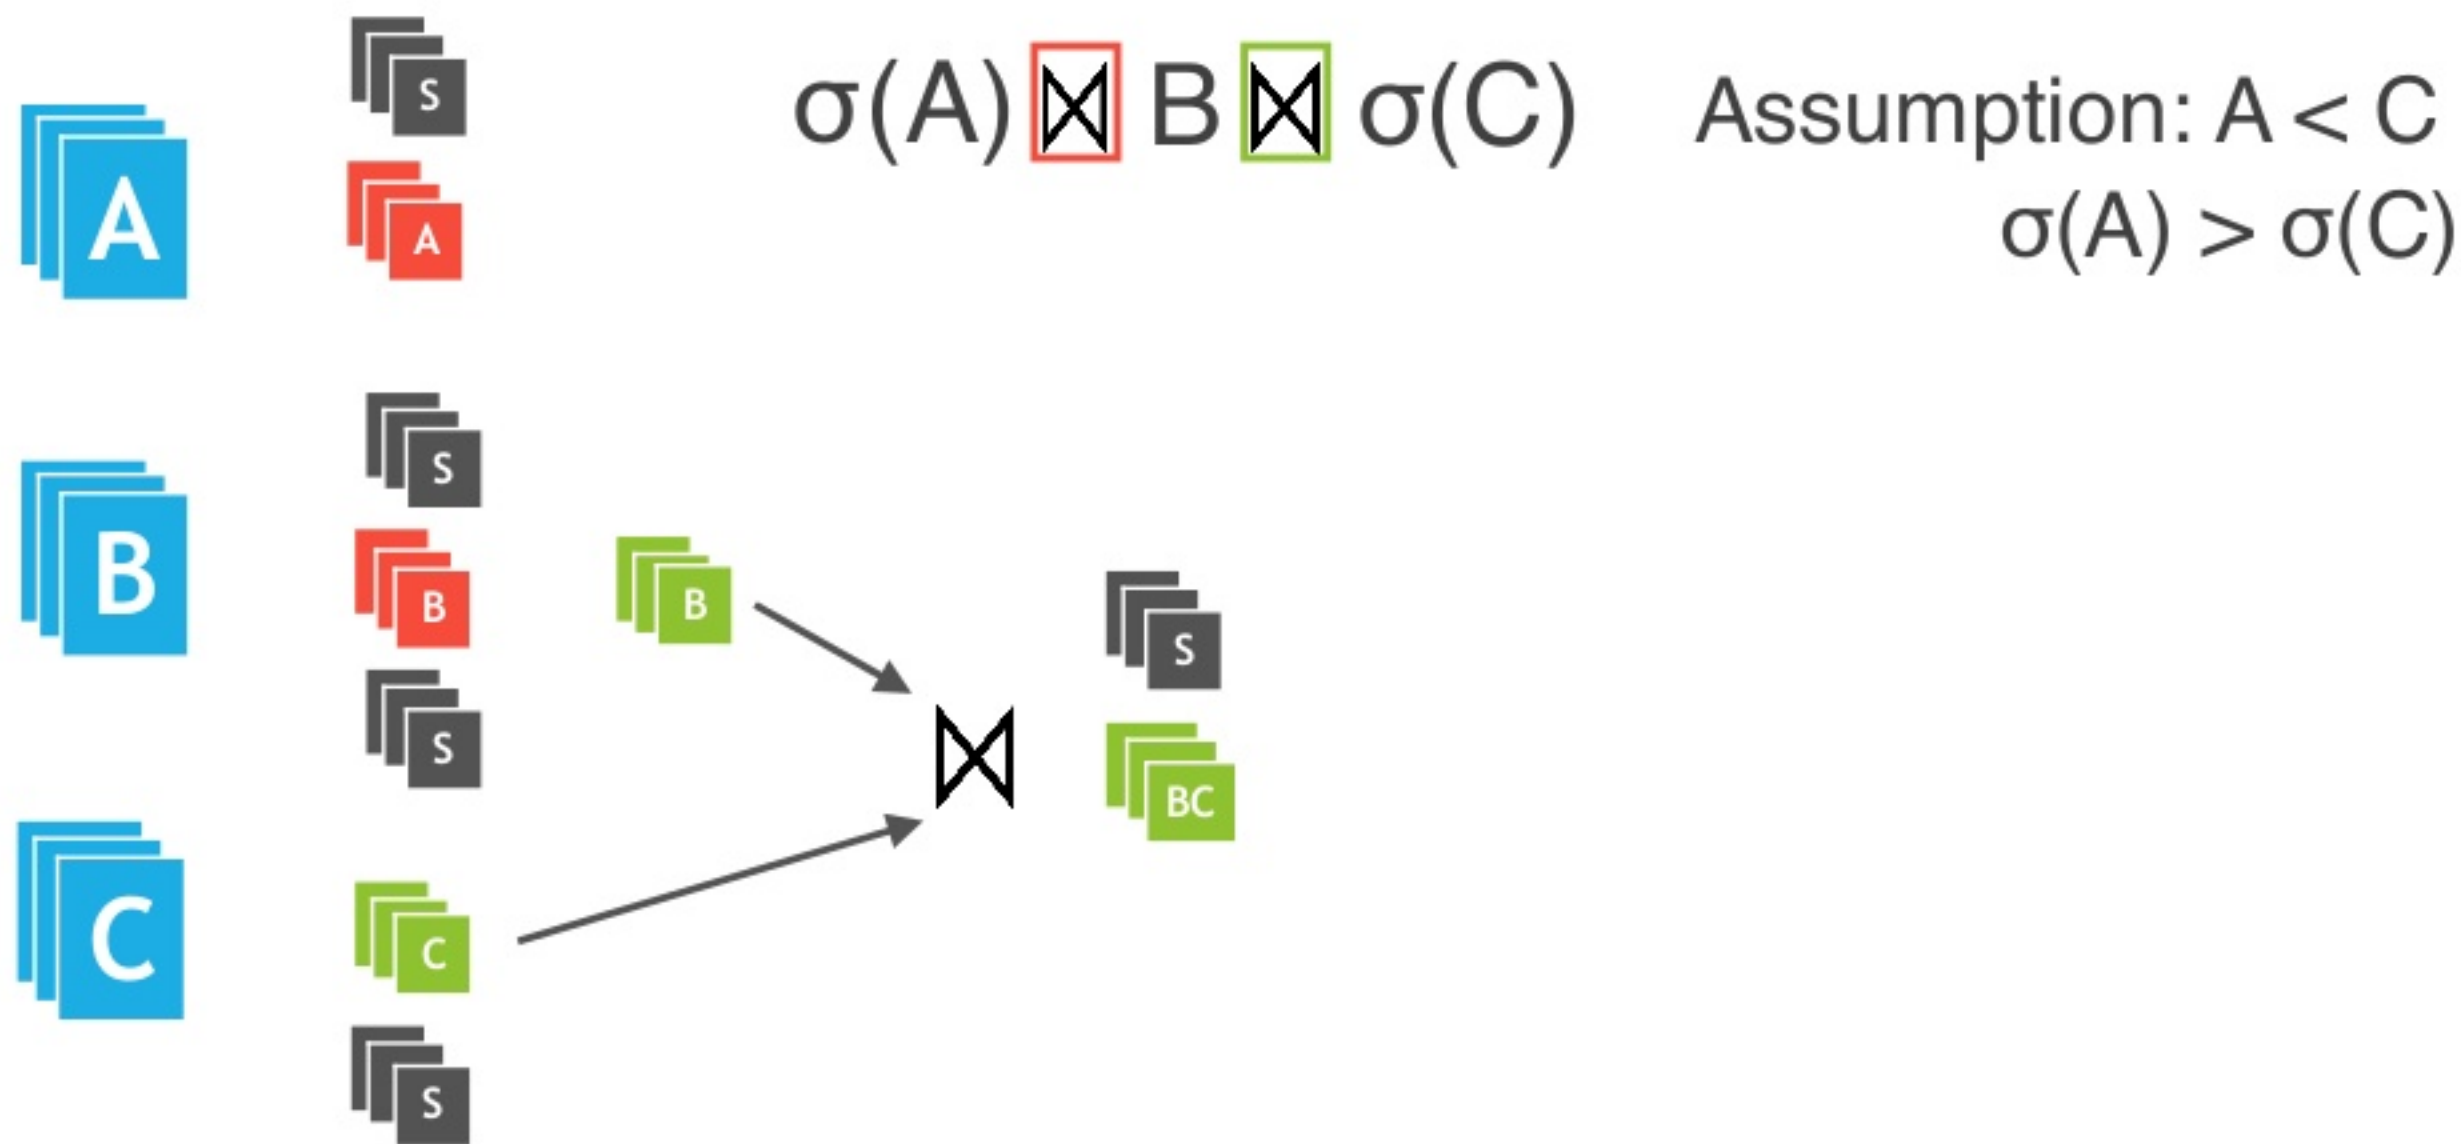 σ(A) ⋈ B ⋈ σ(C)
Assumption: A < C
σ(A) > σ(C)
S
A
A
S
B
B
B
S
S
BC
C
C
S